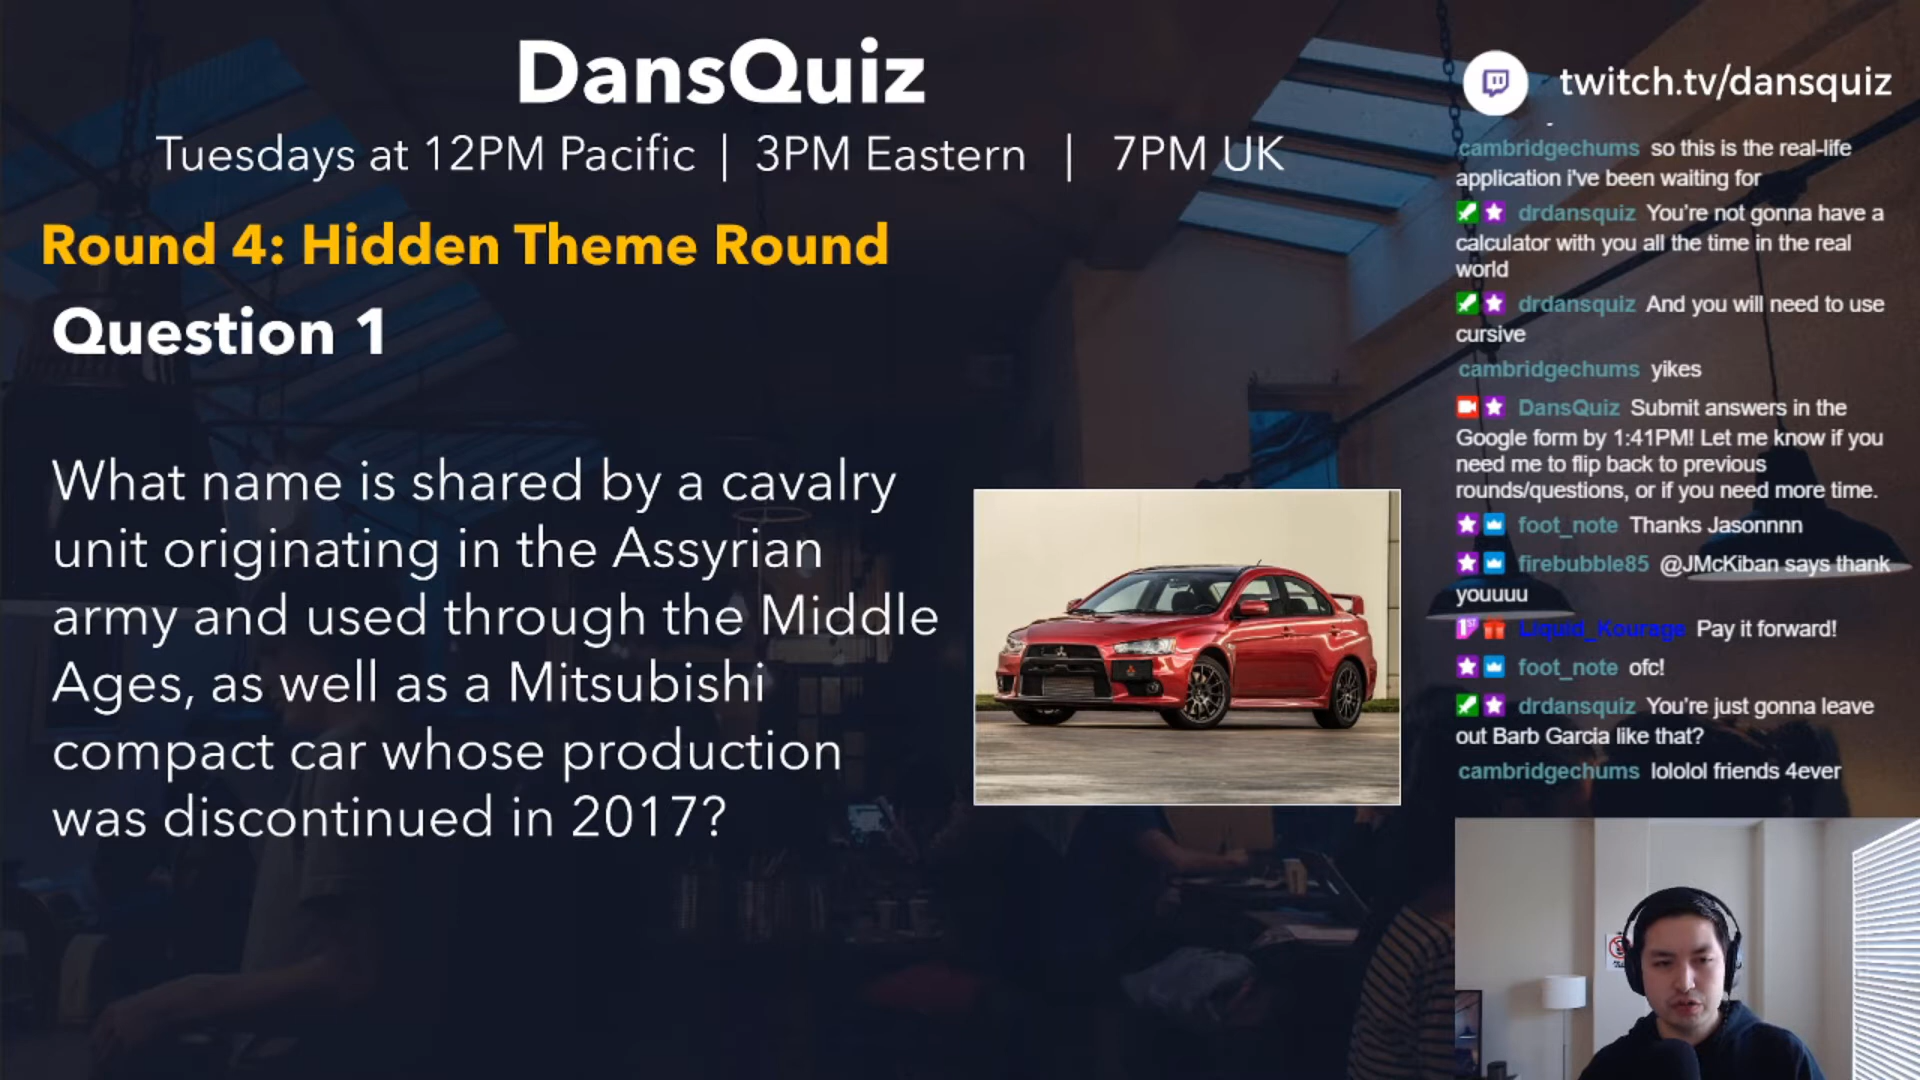 DansQuiz
Tuesdays at 12PM Pacific | 3PM Eastern | 7PM UK
Round 4: Hidden Theme Round
Question 1
What name is shared by a cavalry
unit originating in the Assyrian
army and used through the Middle
Ages, as well as a Mitsubishi
compact car whose production
was discontinued in 2017?
twitch.tv/dansquiz
cambridgechums so this is the real-life
application i've been waiting for
drdansquiz You're not gonna have a
calculator with you all the time in the real
world
drdansquiz And you will need to use
cursive
cambridgechums yikes
DansQuiz Submit answers in the
Google form by 1:41PM! Let me know if you
need me to flip back to previous
rounds/questions, or if you need more time.
foot_note Thanks Jasonnnn
firebubble85 @JMcKiban says thank
youuuu
1ST Liquid_Kourage Pay it forward!
foot_note ofc!
drdansquiz You're just gonna leave
out Barb Garcia like that?
cambridgechums lololol friends 4ever